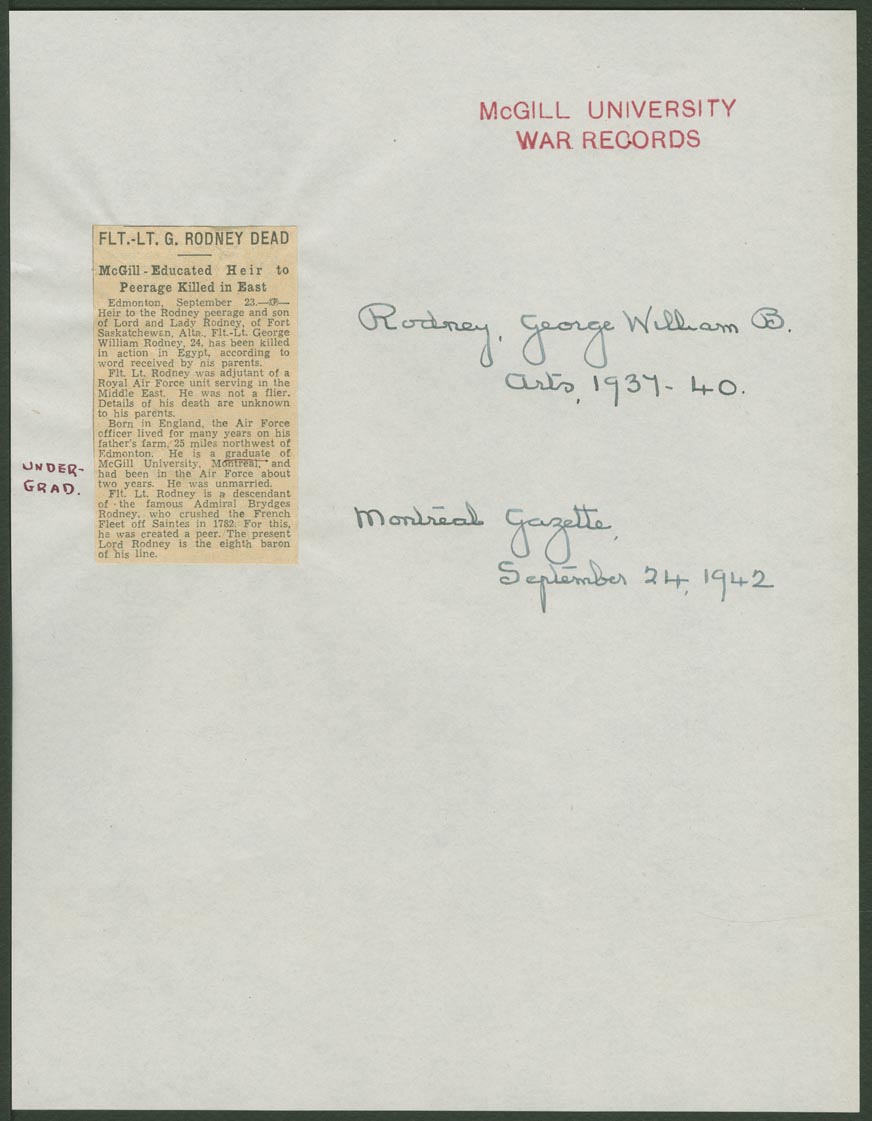 McGILL UNIVERSITY
WAR RECORDS
FLT.-LT. G. RODNEY DEAD
McGill-Educated Heir to
Peerage Killed in East
Edmonton, September 23.—(CP)—
Heir to the Rodney peerage and son
of Lord and Lady Rodney, of Fort
Saskatchewan, Alta., Flt.-Lt. George
William Rodney, 24, has been killed
in action in Egypt, according to
word received by his parents.
Flt. Lt. Rodney was adjutant of a
Royal Air Force unit serving in the
Middle East. He was not a flier.
Details of his death are unknown
to his parents.
Born in England, the Air Force
officer lived for many years on his
father's farm, 25 miles northwest of
Edmonton. He is a graduate of
McGill University, Montreal, and
had been in the Air Force about
two years. He was unmarried.
Flt. Lt. Rodney is a descendant
of the famous Admiral Brydges
Rodney, who crushed the French
Fleet off Saintes in 1782. For this,
he was created a peer. The present
Lord Rodney is the eighth baron
of his line.
UNDER-
GRAD.
Rodney, George William B.
Arts, 1937-40.
Montreal Gazette,
September 24, 1942